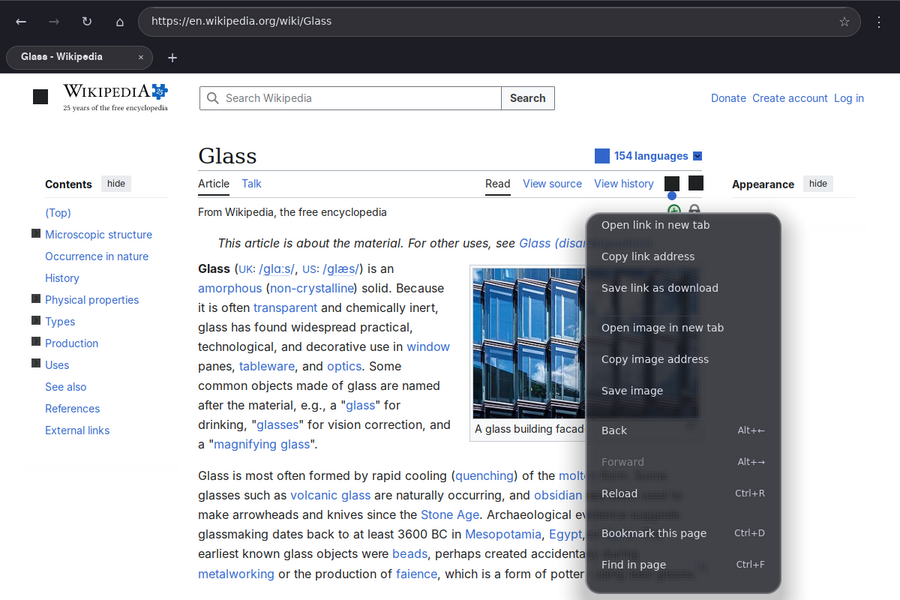 https://en.wikipedia.org/wiki/Glass
Glass - Wikipedia
WIKIPEDIA 25
25 years of the free encyclopedia
Search Wikipedia
Search
Donate Create account Log in
Glass
154 languages
Contents hide
Article Talk
Read View source View history
Appearance hide
(Top)
Microscopic structure
Occurrence in nature
History
Physical properties
Types
Production
Uses
See also
References
External links
From Wikipedia, the free encyclopedia
This article is about the material. For other uses, see Glass
Glass (UK: /ɡlɑːs/, US: /ɡlæs/) is an
amorphous (non-crystalline) solid. Because
it is often transparent and chemically inert,
glass has found widespread practical,
technological, and decorative use in window
panes, tableware, and optics. Some
common objects made of glass are named
after the material, e.g., a "glass" for
drinking, "glasses" for vision correction, and
a "magnifying glass".
A glass building
Glass is most often formed by rapid cooling (quenching) of the
glasses such as volcanic glass are naturally occurring, and obsidian
make arrowheads and knives since the Stone Age. Archaeological
glassmaking dates back to at least 3600 BC in Mesopotamia, Egypt,
earliest known glass objects were beads, perhaps created
metalworking or the production of faience, which is a form of
Open link in new tab
Copy link address
Save link as download
Open image in new tab
Copy image address
Save image
Back Alt+←
Forward Alt+→
Reload Ctrl+R
Bookmark this page Ctrl+D
Find in page Ctrl+F